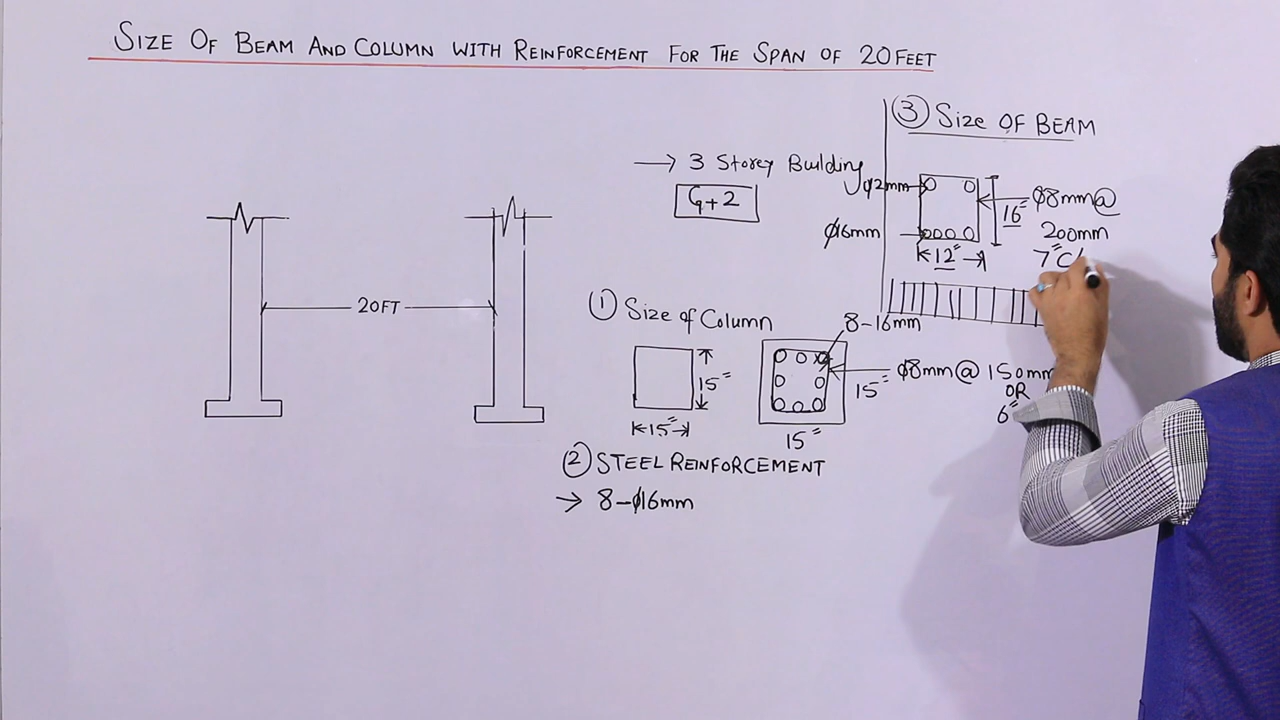 SIZE OF BEAM AND COLUMN WITH REINFORCEMENT FOR THE SPAN OF 20FEET
→ 3 Storey Building
G+2
20FT
① Size of Column
15"
15"
8-16mm
ϕ8mm@ 150mm
OR
6"
15"
15"
② STEEL REINFORCEMENT
→ 8-ϕ16mm
③ Size OF BEAM
ϕ12mm
ϕ16mm
16"
12"
ϕ8mm@
200mm
7" C/